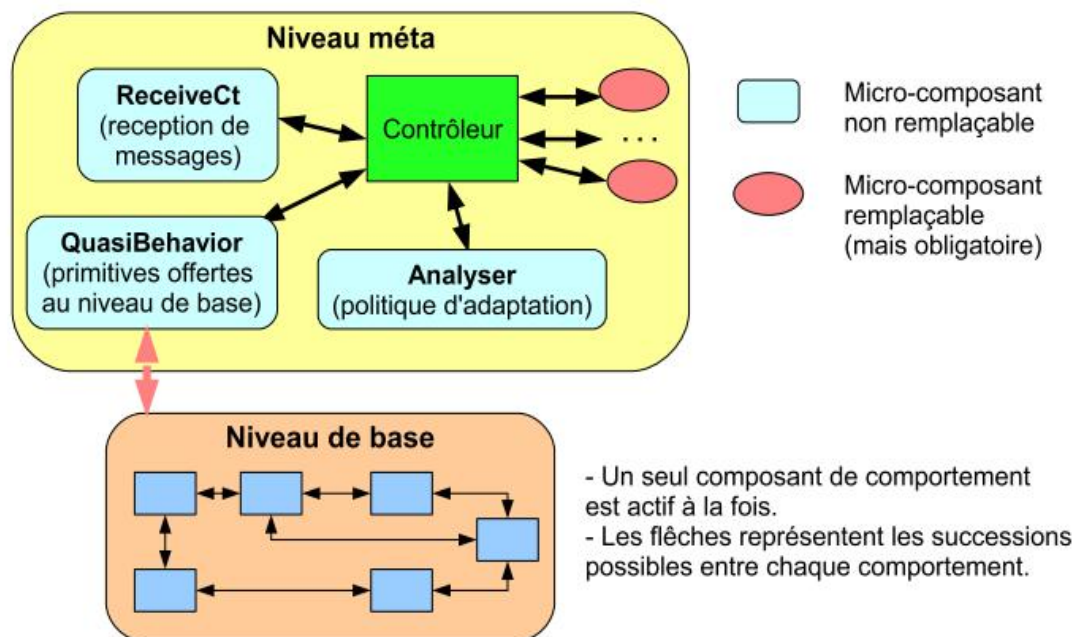 Niveau méta
ReceiveCt
(reception de
messages)
Contrôleur
...
QuasiBehavior
(primitives offertes
au niveau de base)
Analyser
(politique d'adaptation)
Micro-composant
non remplaçable
Micro-composant
remplaçable
(mais obligatoire)
Niveau de base
- Un seul composant de comportement
est actif à la fois.
- Les flêches représentent les successions
possibles entre chaque comportement.